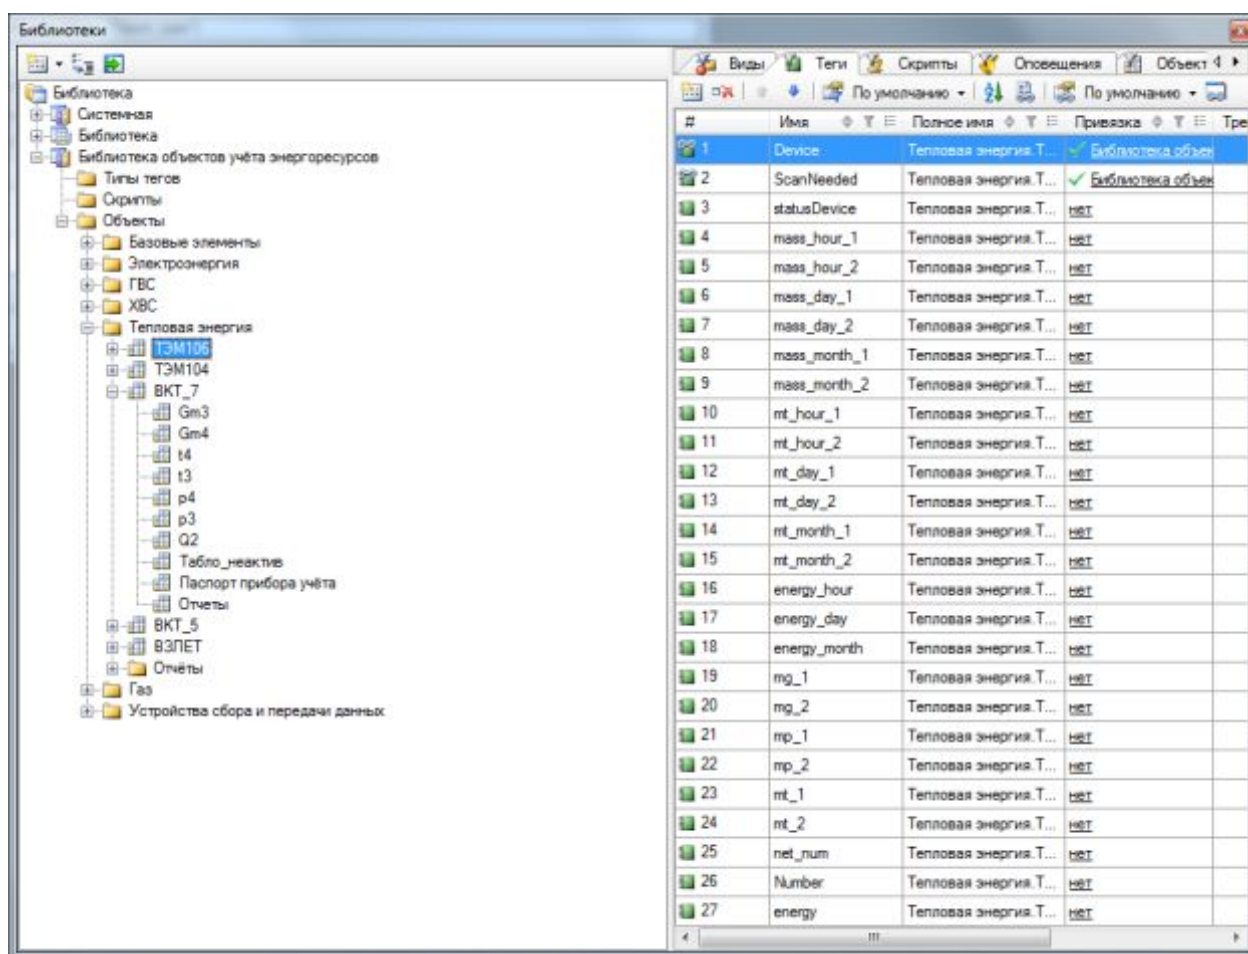 Библиотеки
Виды Теги Скрипты Оповещения Объект
По умолчанию По умолчанию
Библиотека
Системная
Библиотека
Библиотека объектов учёта энергоресурсов
Типы тегов
Скрипты
Объекты
Базовые элементы
Электроэнергия
ГВС
ХВС
Тепловая энергия
ТЭМ106
ТЭМ104
ВКТ_7
Gm3
Gm4
t4
t3
p4
p3
Q2
Табло_неактив
Паспорт прибора учёта
Отчеты
ВКТ_5
ВЗЛЕТ
Отчёты
Газ
Устройства сбора и передачи данных
# Имя Полное имя Привязка Тре
1 Device Тепловая энергия.Т... Библиотека объек
2 ScanNeeded Тепловая энергия.Т... Библиотека объек
3 statusDevice Тепловая энергия.Т... нет
4 mass_hour_1 Тепловая энергия.Т... нет
5 mass_hour_2 Тепловая энергия.Т... нет
6 mass_day_1 Тепловая энергия.Т... нет
7 mass_day_2 Тепловая энергия.Т... нет
8 mass_month_1 Тепловая энергия.Т... нет
9 mass_month_2 Тепловая энергия.Т... нет
10 mt_hour_1 Тепловая энергия.Т... нет
11 mt_hour_2 Тепловая энергия.Т... нет
12 mt_day_1 Тепловая энергия.Т... нет
13 mt_day_2 Тепловая энергия.Т... нет
14 mt_month_1 Тепловая энергия.Т... нет
15 mt_month_2 Тепловая энергия.Т... нет
16 energy_hour Тепловая энергия.Т... нет
17 energy_day Тепловая энергия.Т... нет
18 energy_month Тепловая энергия.Т... нет
19 mg_1 Тепловая энергия.Т... нет
20 mg_2 Тепловая энергия.Т... нет
21 mp_1 Тепловая энергия.Т... нет
22 mp_2 Тепловая энергия.Т... нет
23 mt_1 Тепловая энергия.Т... нет
24 mt_2 Тепловая энергия.Т... нет
25 net_num Тепловая энергия.Т... нет
26 Number Тепловая энергия.Т... нет
27 energy Тепловая энергия.Т... нет